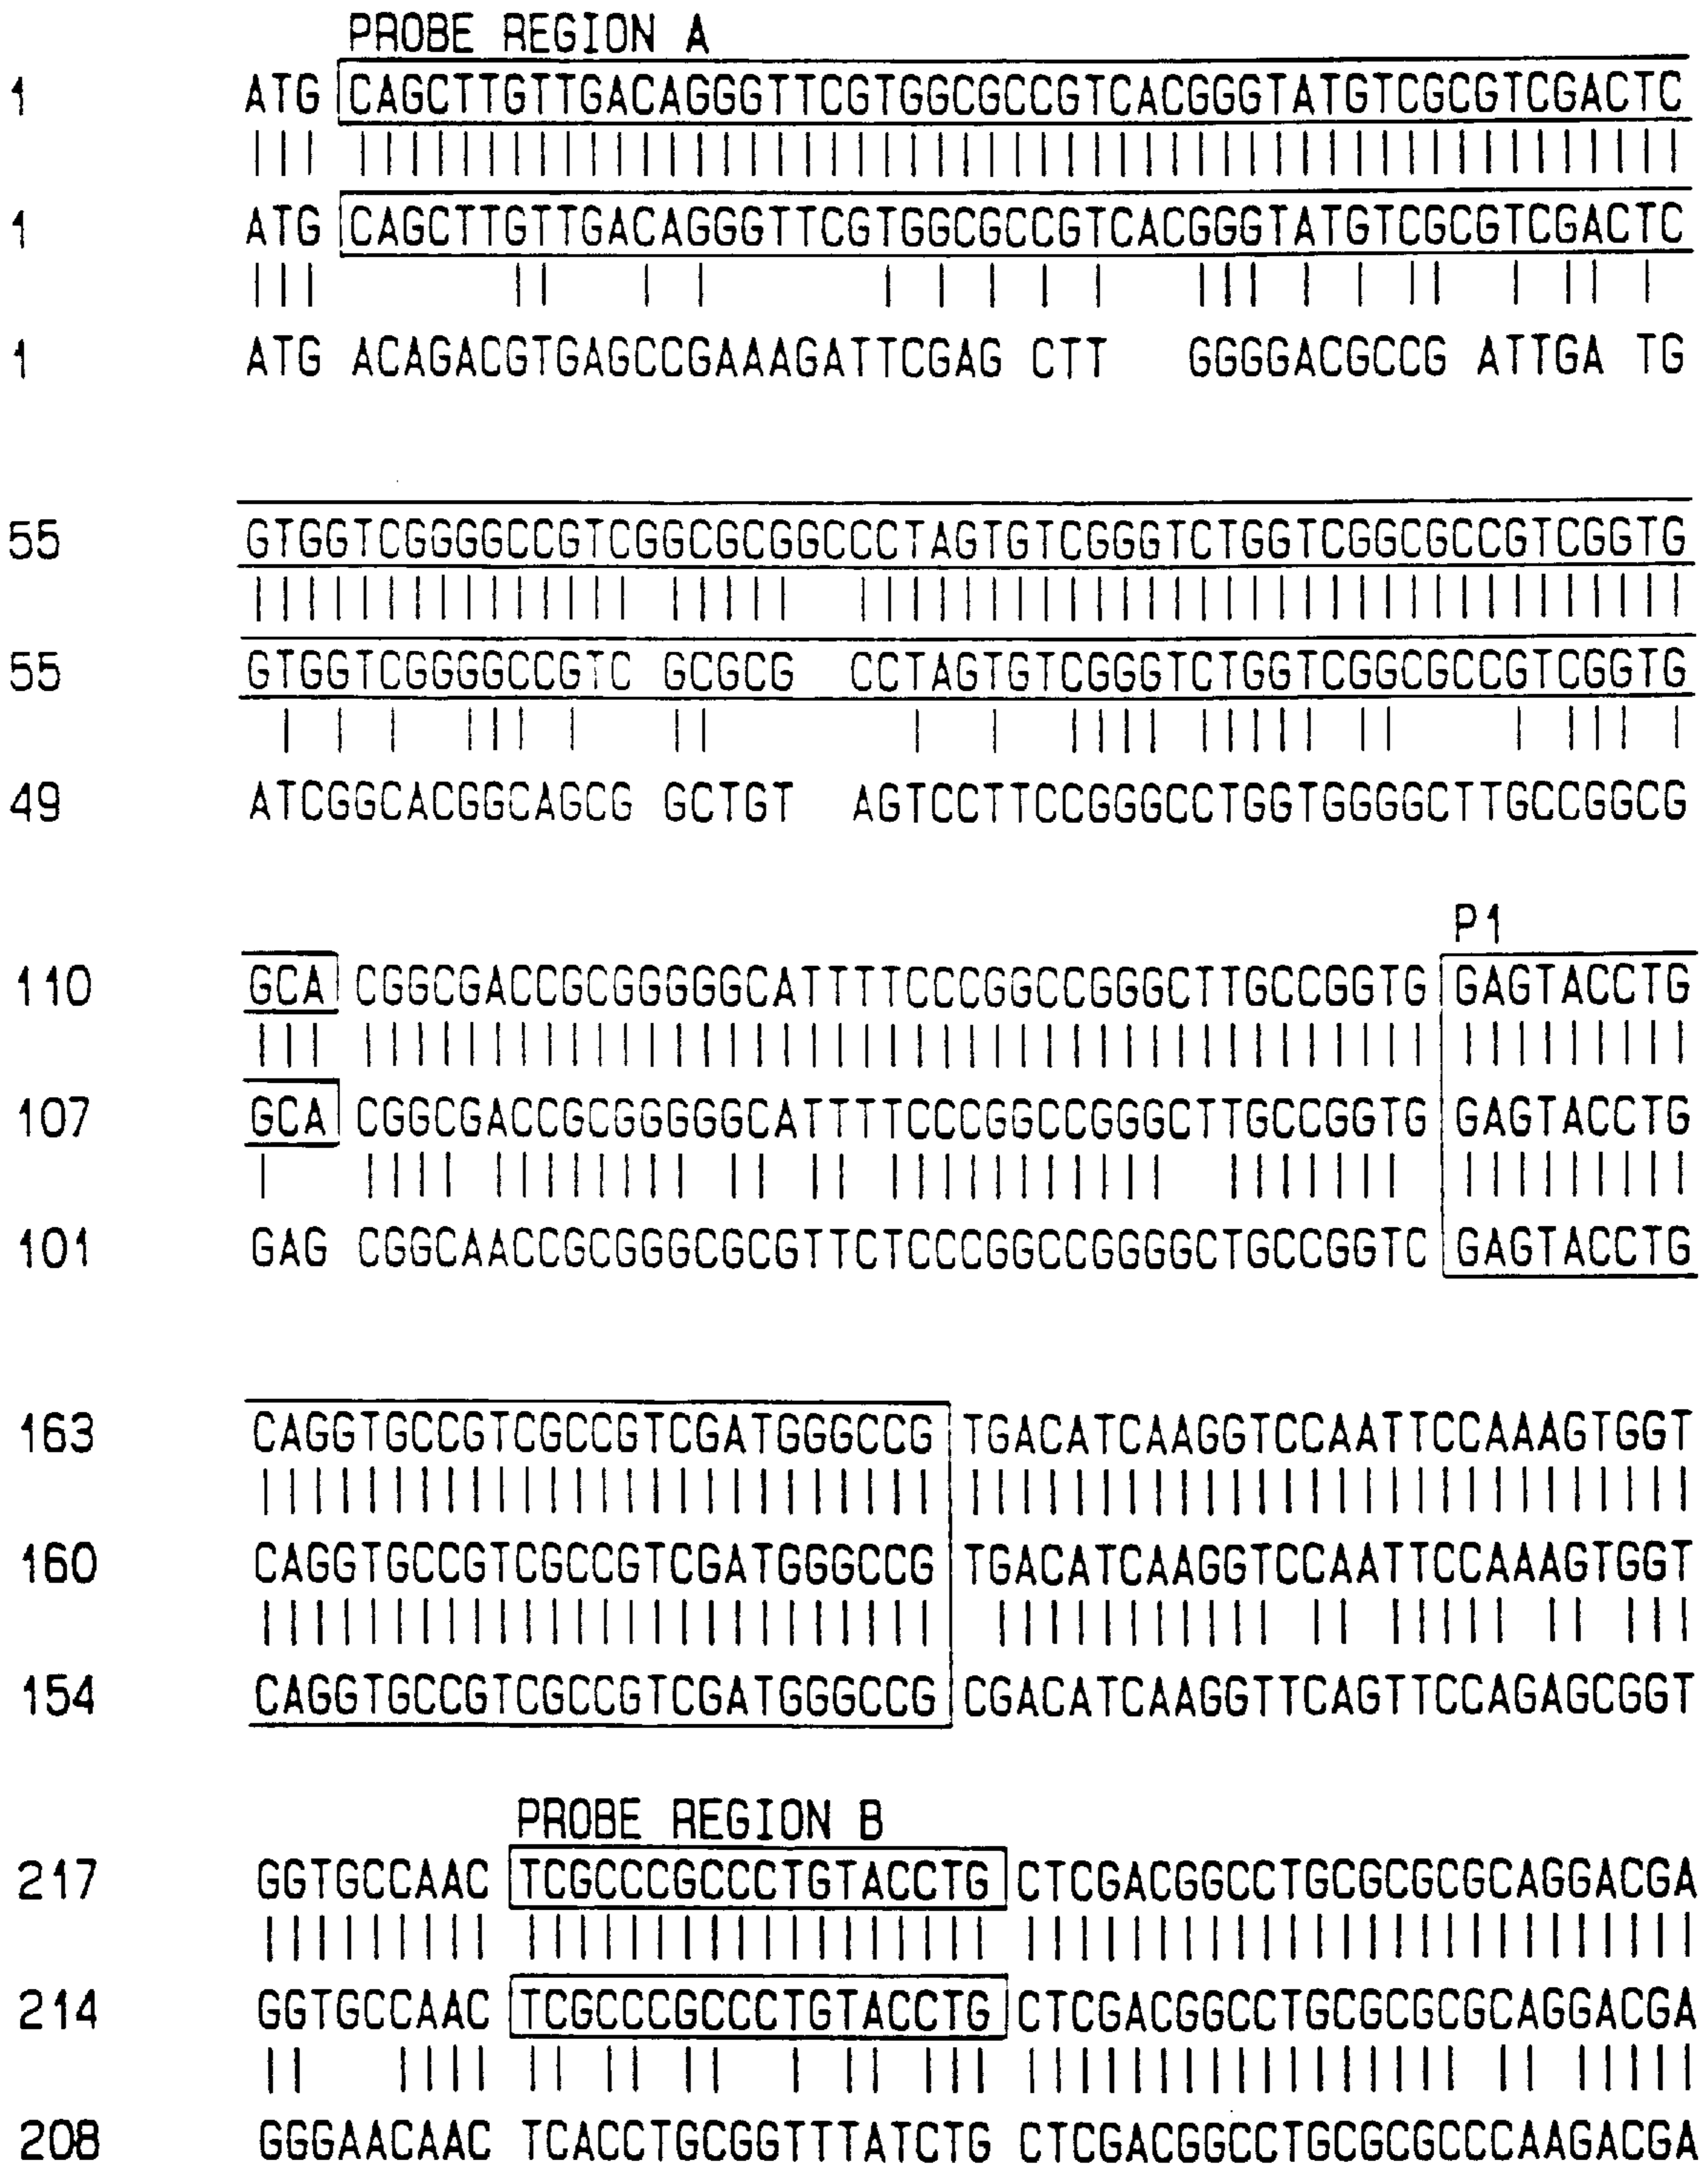 PROBE REGION A
1 ATG CAGCTTGTTGACAGGGTTCGTGGCGCCGTCACGGGTATGTCGCGTCGACTC
1 ATG CAGCTTGTTGACAGGGTTCGTGGCGCCGTCACGGGTATGTCGCGTCGACTC
1 ATG ACAGACGTGAGCCGAAAGATTCGAG CTT GGGGACGCCG ATTGA TG
55 GTGGTCGGGGCCGTCGGCGCGGCCCTAGTGTCGGGTCTGGTCGGCGCCGTCGGTG
55 GTGGTCGGGGCCGTC GCGCG CCTAGTGTCGGGTCTGGTCGGCGCCGTCGGTG
49 ATCGGCACGGCAGCG GCTGT AGTCCTTCCGGGCCTGGTGGGGCTTGCCGGCG
P1
110 GCA CGGCGACCGCGGGGGCATTTTCCCGGCCGGGCTTGCCGGTG GAGTACCTG
107 GCA CGGCGACCGCGGGGGCATTTTCCCGGCCGGGCTTGCCGGTG GAGTACCTG
101 GAG CGGCAACCGCGGGCGCGTTCTCCCGGCCGGGGCTGCCGGTC GAGTACCTG
163 CAGGTGCCGTCGCCGTCGATGGGCCG TGACATCAAGGTCCAATTCCAAAGTGGT
160 CAGGTGCCGTCGCCGTCGATGGGCCG TGACATCAAGGTCCAATTCCAAAGTGGT
154 CAGGTGCCGTCGCCGTCGATGGGCCG CGACATCAAGGTTCAGTTCCAGAGCGGT
PROBE REGION B
217 GGTGCCAAC TCGCCCGCCCTGTACCTG CTCGACGGCCTGCGCGCGCAGGACGA
214 GGTGCCAAC TCGCCCGCCCTGTACCTG CTCGACGGCCTGCGCGCGCAGGACGA
208 GGGAACAAC TCACCTGCGGTTTATCTG CTCGACGGCCTGCGCGCCCAAGACGA